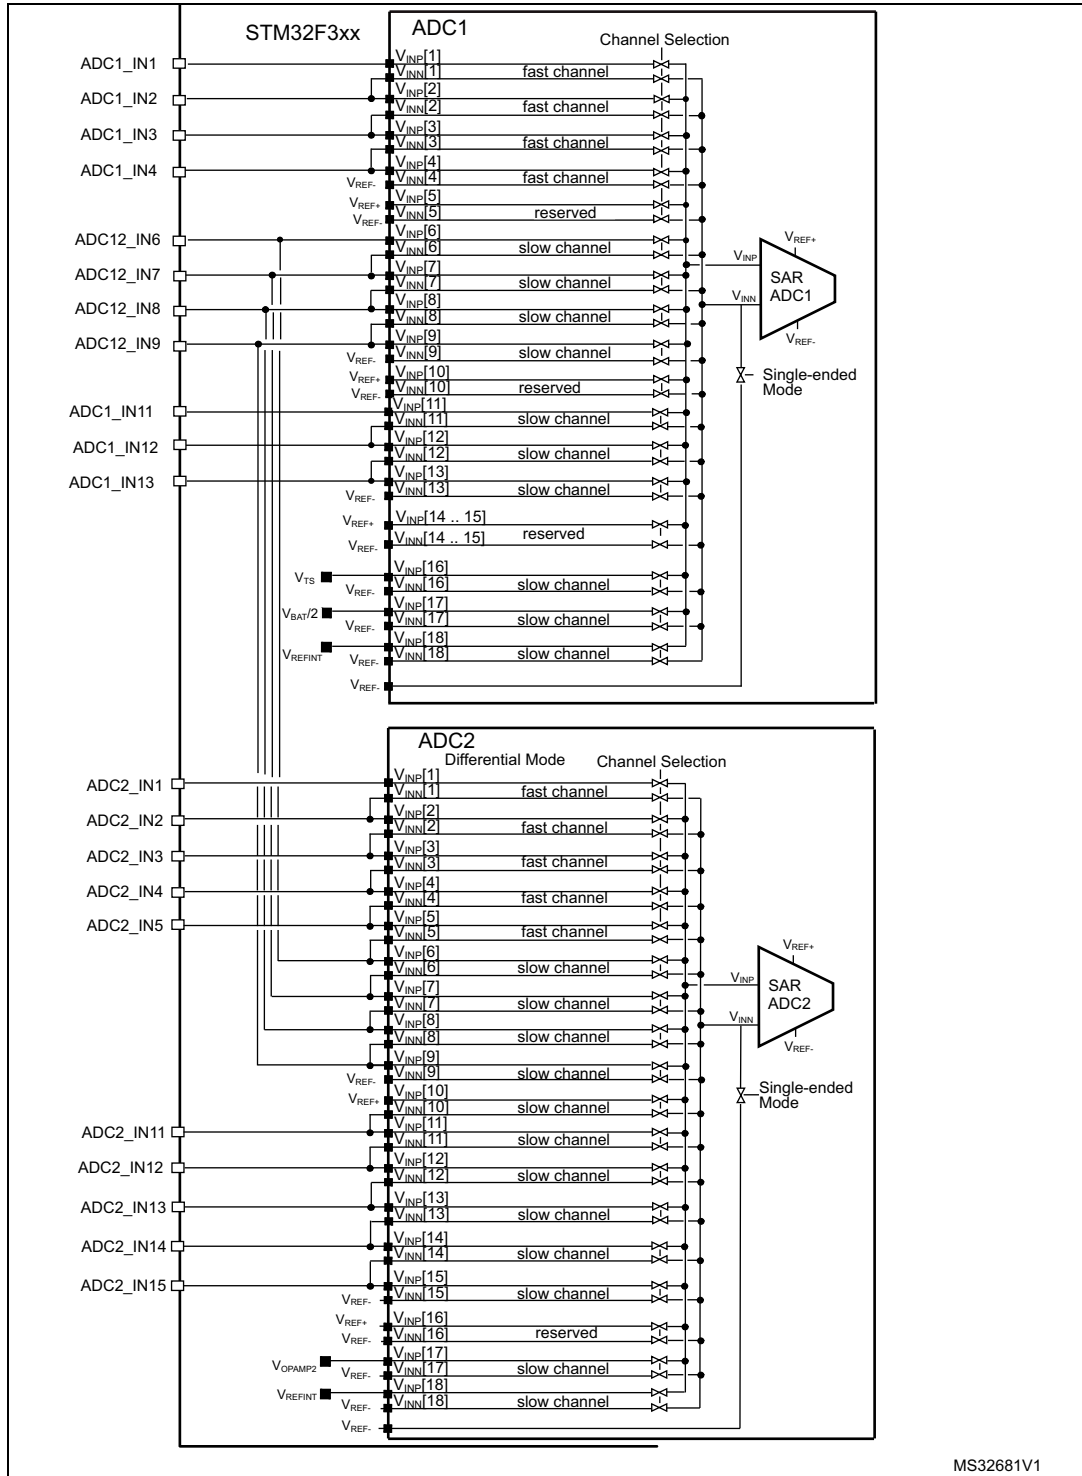 STM32F3xx
ADC1
Channel Selection
ADC1_IN1
VINP[1]
VINN[1]
fast channel
ADC1_IN2
VINP[2]
VINN[2]
fast channel
ADC1_IN3
VINP[3]
VINN[3]
fast channel
ADC1_IN4
VINP[4]
VREF-
VINN[4]
fast channel
VREF+
VINP[5]
VREF-
VINN[5]
reserved
ADC12_IN6
VINP[6]
VINN[6]
slow channel
ADC12_IN7
VINP[7]
VINN[7]
slow channel
ADC12_IN8
VINP[8]
VINN[8]
slow channel
ADC12_IN9
VINP[9]
VREF-
VINN[9]
slow channel
VREF+
VINP[10]
VREF-
VINN[10]
reserved
ADC1_IN11
VINP[11]
VINN[11]
slow channel
ADC1_IN12
VINP[12]
VINN[12]
slow channel
ADC1_IN13
VINP[13]
VREF-
VINN[13]
slow channel
VREF+
VINP[14 .. 15]
VREF-
VINN[14 .. 15]
reserved
VTS
VINP[16]
VREF-
VINN[16]
slow channel
VBAT/2
VINP[17]
VREF-
VINN[17]
slow channel
VREFINT
VINP[18]
VREF-
VINN[18]
slow channel
VREF-
VREF+
VINP
SAR
ADC1
VINN
VREF-
Single-ended
Mode
ADC2
Differential Mode
Channel Selection
ADC2_IN1
VINP[1]
VINN[1]
fast channel
ADC2_IN2
VINP[2]
VINN[2]
fast channel
ADC2_IN3
VINP[3]
VINN[3]
fast channel
ADC2_IN4
VINP[4]
VINN[4]
fast channel
ADC2_IN5
VINP[5]
VINN[5]
fast channel
VINP[6]
VINN[6]
slow channel
VINP[7]
VINN[7]
slow channel
VINP[8]
VINN[8]
slow channel
VINP[9]
VREF-
VINN[9]
slow channel
VREF+
VINP[10]
VINN[10]
slow channel
ADC2_IN11
VINP[11]
VINN[11]
slow channel
ADC2_IN12
VINP[12]
VINN[12]
slow channel
ADC2_IN13
VINP[13]
VINN[13]
slow channel
ADC2_IN14
VINP[14]
VINN[14]
slow channel
ADC2_IN15
VINP[15]
VREF-
VINN[15]
slow channel
VREF+
VINP[16]
VREF-
VINN[16]
reserved
VOPAMP2
VINP[17]
VREF-
VINN[17]
slow channel
VREFINT
VINP[18]
VREF-
VINN[18]
slow channel
VREF-
VREF+
VINP
SAR
ADC2
VINN
VREF-
Single-ended
Mode
MS32681V1